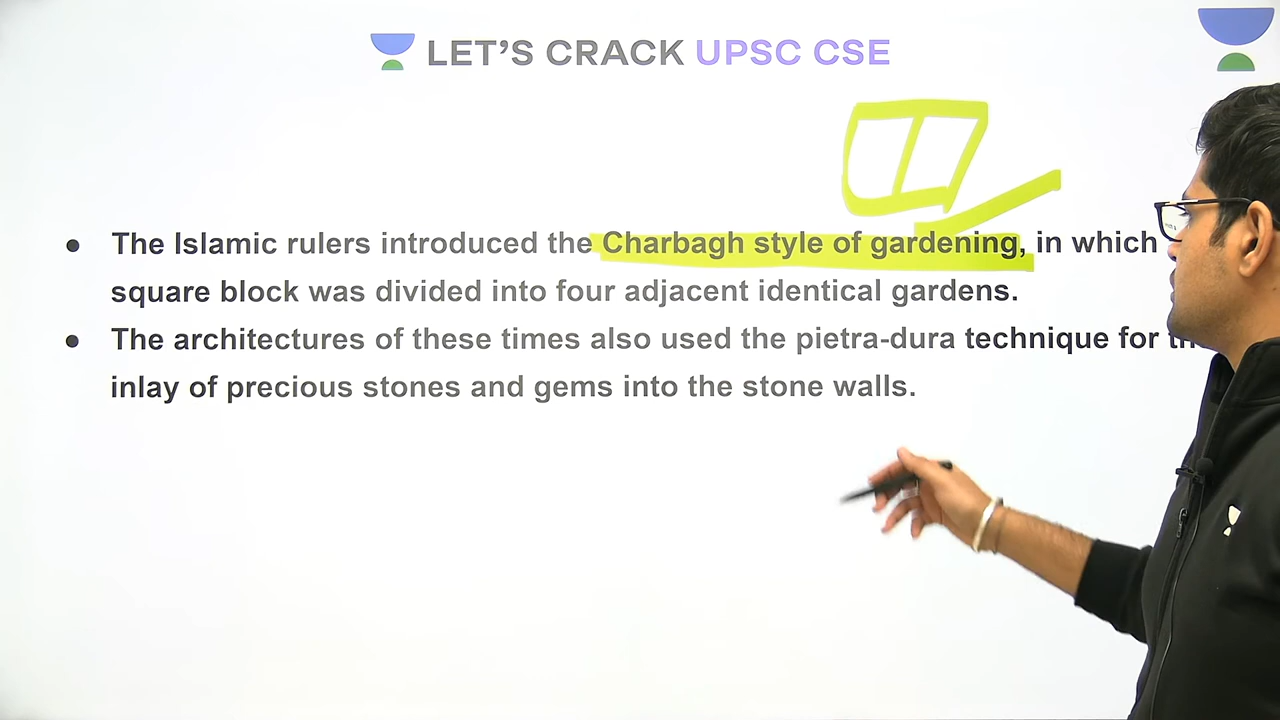 LET'S CRACK UPSC CSE
● The Islamic rulers introduced the Charbagh style of gardening, in which
square block was divided into four adjacent identical gardens.
● The architectures of these times also used the pietra-dura technique for
inlay of precious stones and gems into the stone walls.